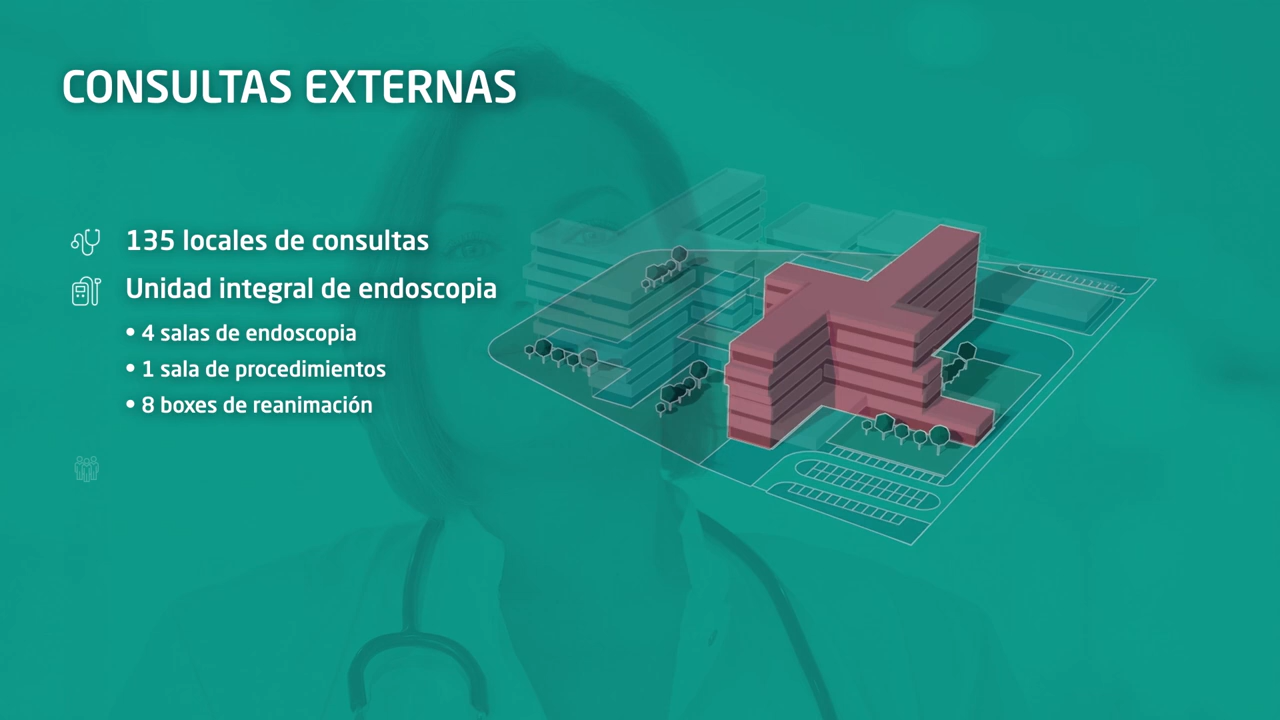 CONSULTAS EXTERNAS
135 locales de consultas
Unidad integral de endoscopia
• 4 salas de endoscopia
• 1 sala de procedimientos
• 8 boxes de reanimación